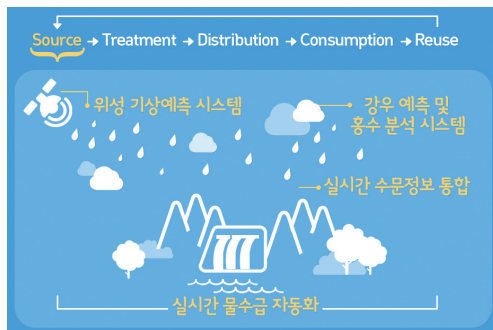 Source → Treatment → Distribution → Consumption → Reuse
위성 기상예측 시스템
강우 예측 및
홍수 분석 시스템
실시간 수문정보 통합
실시간 물수급 자동화